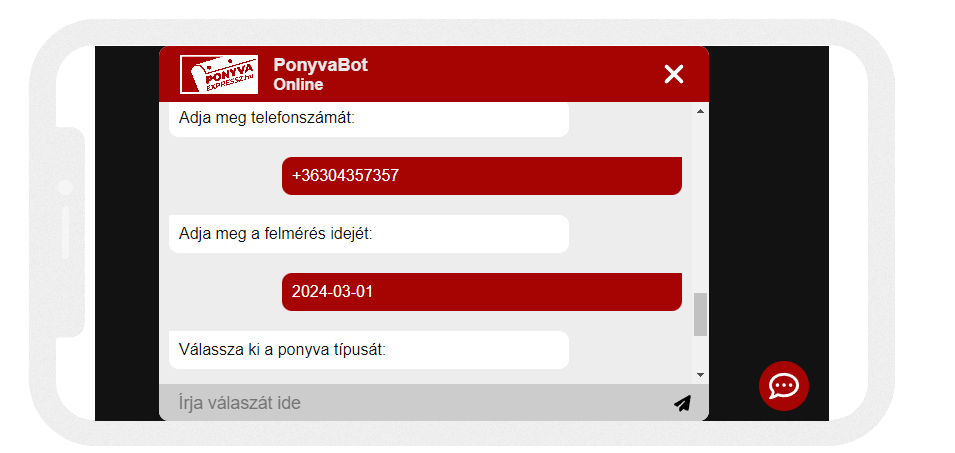 PONYVA
EXPRESSZ.HU
PonyvaBot
Online
Adja meg telefonszámát:
+36304357357
Adja meg a felmérés idejét:
2024-03-01
Válassza ki a ponyva típusát:
Írja válaszát ide